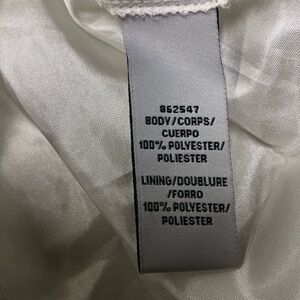 862547
BODY/CORPS/
CUERPO
100% POLYESTER/
POLIESTER
LINING/DOUBLURE
/FORRO
100% POLYESTER/
POLIESTER